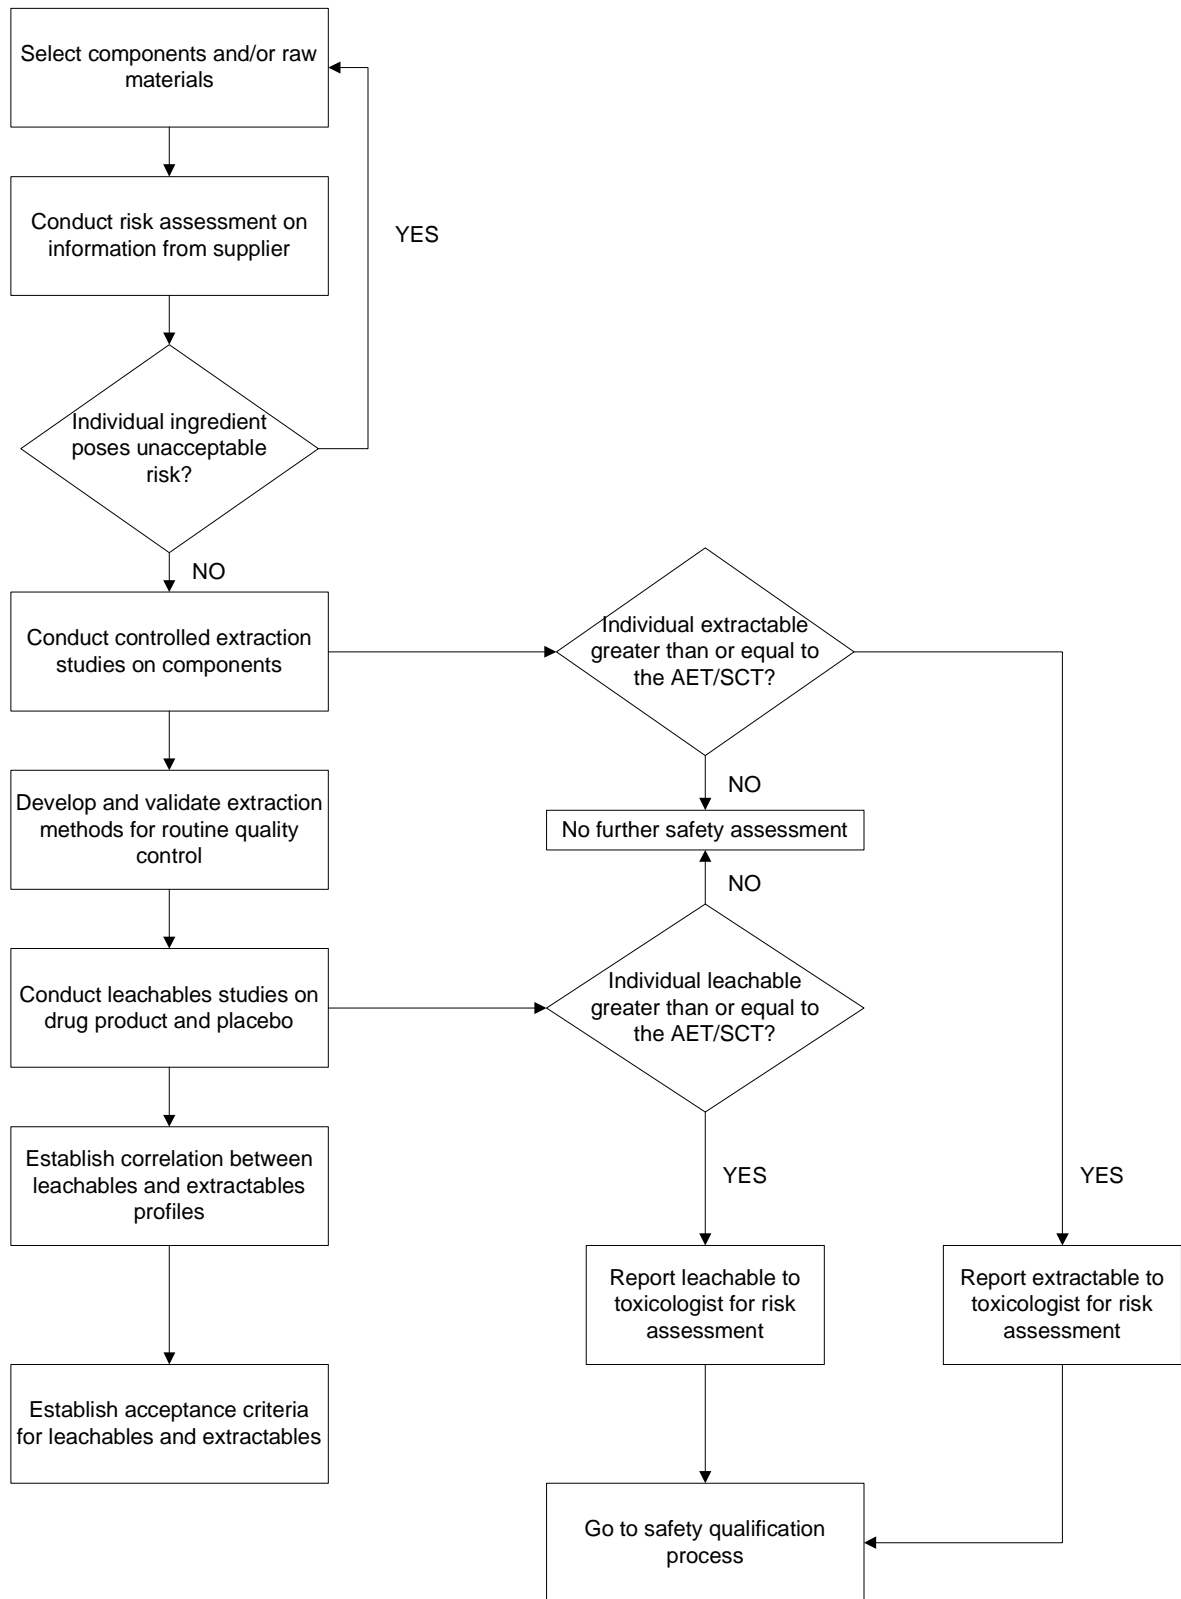 Select components and/or raw
materials
Conduct risk assessment on
information from supplier
YES
Individual ingredient
poses unacceptable
risk?
NO
Conduct controlled extraction
studies on components
Individual extractable
greater than or equal to
the AET/SCT?
NO
Develop and validate extraction
methods for routine quality
control
No further safety assessment
NO
Conduct leachables studies on
drug product and placebo
Individual leachable
greater than or equal to
the AET/SCT?
Establish correlation between
leachables and extractables
profiles
YES
YES
Report leachable to
toxicologist for risk
assessment
Report extractable to
toxicologist for risk
assessment
Establish acceptance criteria
for leachables and extractables
Go to safety qualification
process